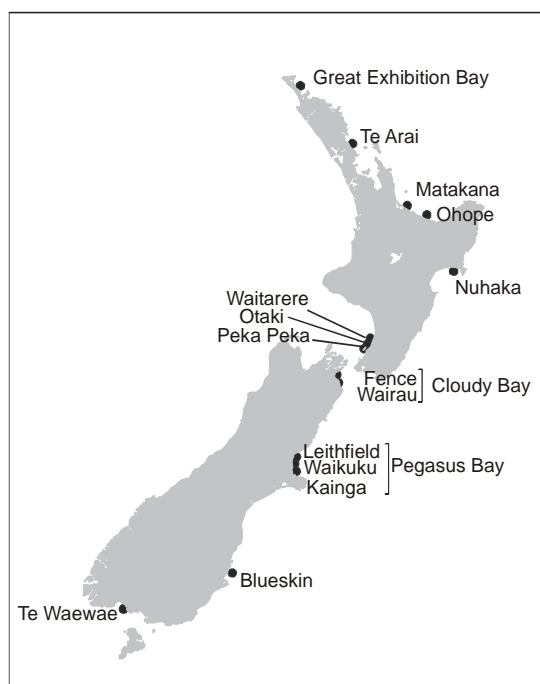 Great Exhibition Bay
Te Arai
Matakana
Ohope
Nuhaka
Waitarere
Otaki
Peka Peka
Fence
Wairau
Cloudy Bay
Leithfield
Waikuku
Kainga
Pegasus Bay
Blueskin
Te Waewae